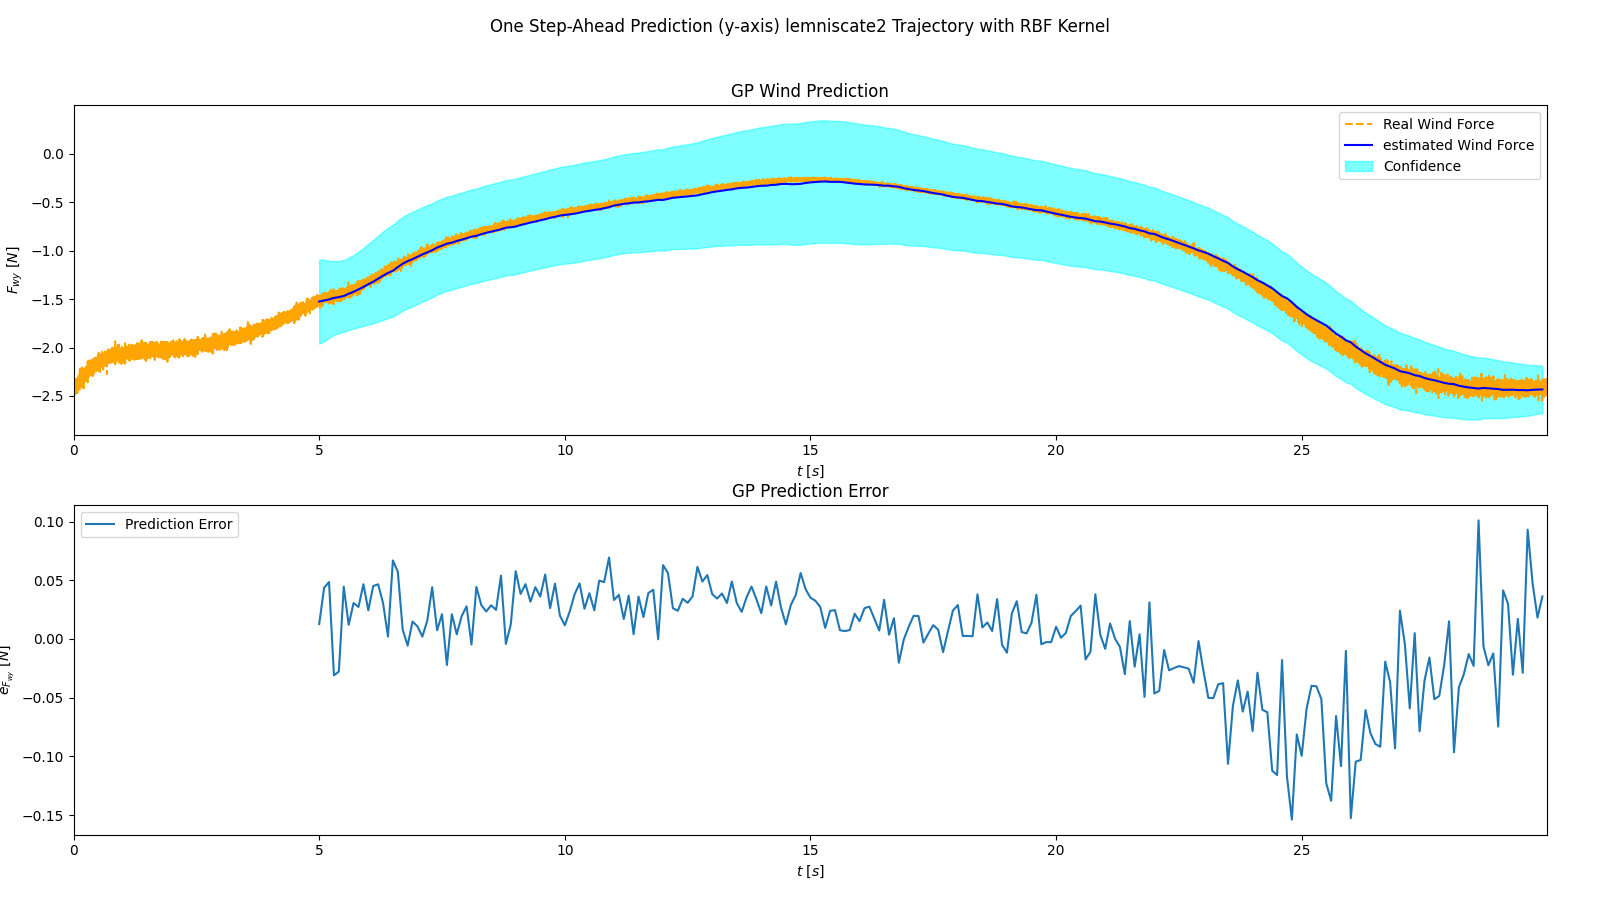 One Step-Ahead Prediction (y-axis) lemniscate2 Trajectory with RBF Kernel
GP Wind Prediction
Real Wind Force
estimated Wind Force
Confidence
0.0
−0.5
−1.0
−1.5
−2.0
−2.5
F_wy [N]
0 5 10 15 20 25
t [s]
GP Prediction Error
Prediction Error
0.10
0.05
0.00
−0.05
−0.10
−0.15
e_F_wy [N]
0 5 10 15 20 25
t [s]